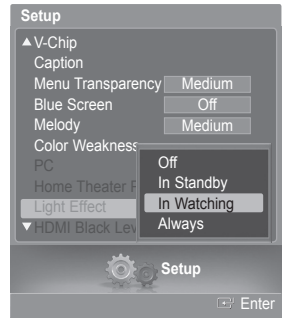 Setup
▲ V-Chip
Caption
Menu Transparency Medium
Blue Screen Off
Melody Medium
Color Weakness
PC
Home Theater
Light Effect
▼ HDMI Black
Off
In Standby
In Watching
Always
Setup
Enter